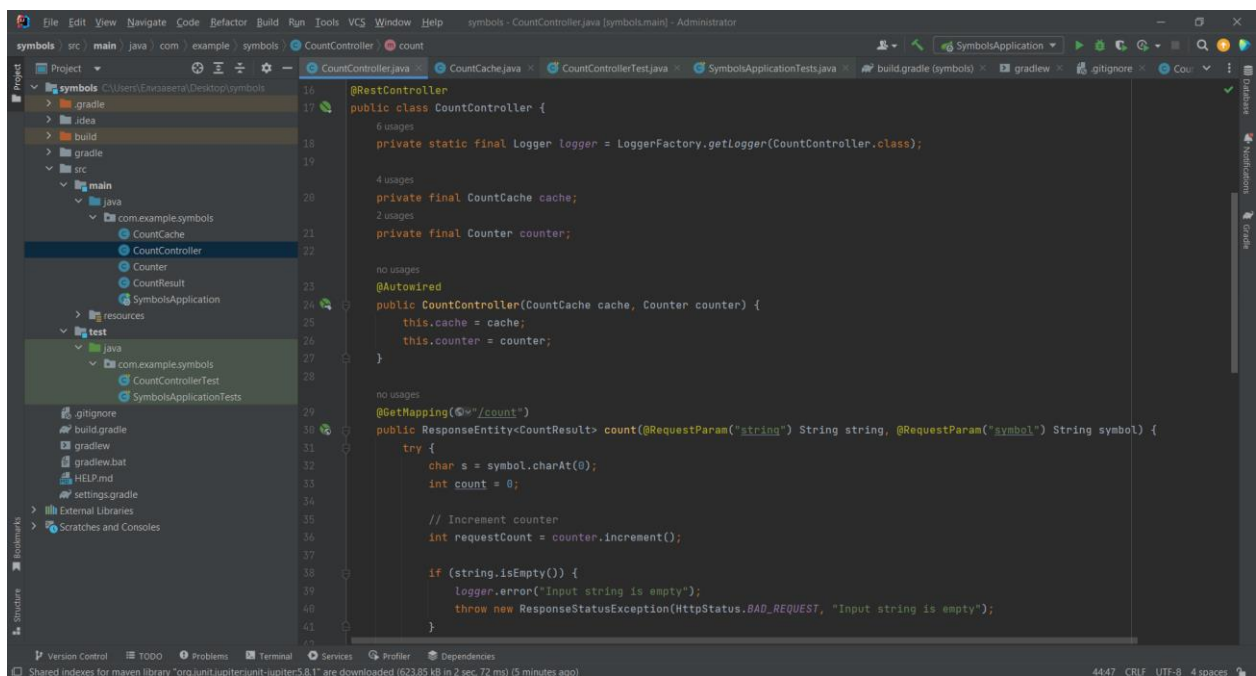 File Edit View Navigate Code Refactor Build Run Tools VCS Window Help symbols - CountController.java [symbols.main] - Administrator
symbols src main java com example symbols CountController count SymbolsApplication
Project CountController.java CountCache.java CountControllerTest.java SymbolsApplicationTests.java build.gradle (symbols) gradlew .gitignore Cou
symbols C:\Users\Елизавета\Desktop\symbols
.gradle
.idea
build
gradle
src
main
java
com.example.symbols
CountCache
CountController
Counter
CountResult
SymbolsApplication
resources
test
java
com.example.symbols
CountControllerTest
SymbolsApplicationTests
.gitignore
build.gradle
gradlew
gradlew.bat
HELP.md
settings.gradle
External Libraries
Scratches and Consoles
16 @RestController
17 public class CountController {
6 usages
18 private static final Logger logger = LoggerFactory.getLogger(CountController.class);
19
4 usages
20 private final CountCache cache;
2 usages
21 private final Counter counter;
22
no usages
23 @Autowired
24 public CountController(CountCache cache, Counter counter) {
25 this.cache = cache;
26 this.counter = counter;
27 }
28
no usages
29 @GetMapping("/count")
30 public ResponseEntity<CountResult> count(@RequestParam("string") String string, @RequestParam("symbol") String symbol) {
31 try {
32 char s = symbol.charAt(0);
33 int count = 0;
34
35 // Increment counter
36 int requestCount = counter.increment();
37
38 if (string.isEmpty()) {
39 logger.error("Input string is empty");
40 throw new ResponseStatusException(HttpStatus.BAD_REQUEST, "Input string is empty");
41 }
Project
Bookmarks
Structure
Database
Notifications
Gradle
Version Control TODO Problems Terminal Services Profiler Dependencies
Shared indexes for maven library "org.junit.jupiter:junit-jupiter:5.8.1" are downloaded (623.85 kB in 2 sec, 72 ms) (5 minutes ago) 44:47 CRLF UTF-8 4 spaces